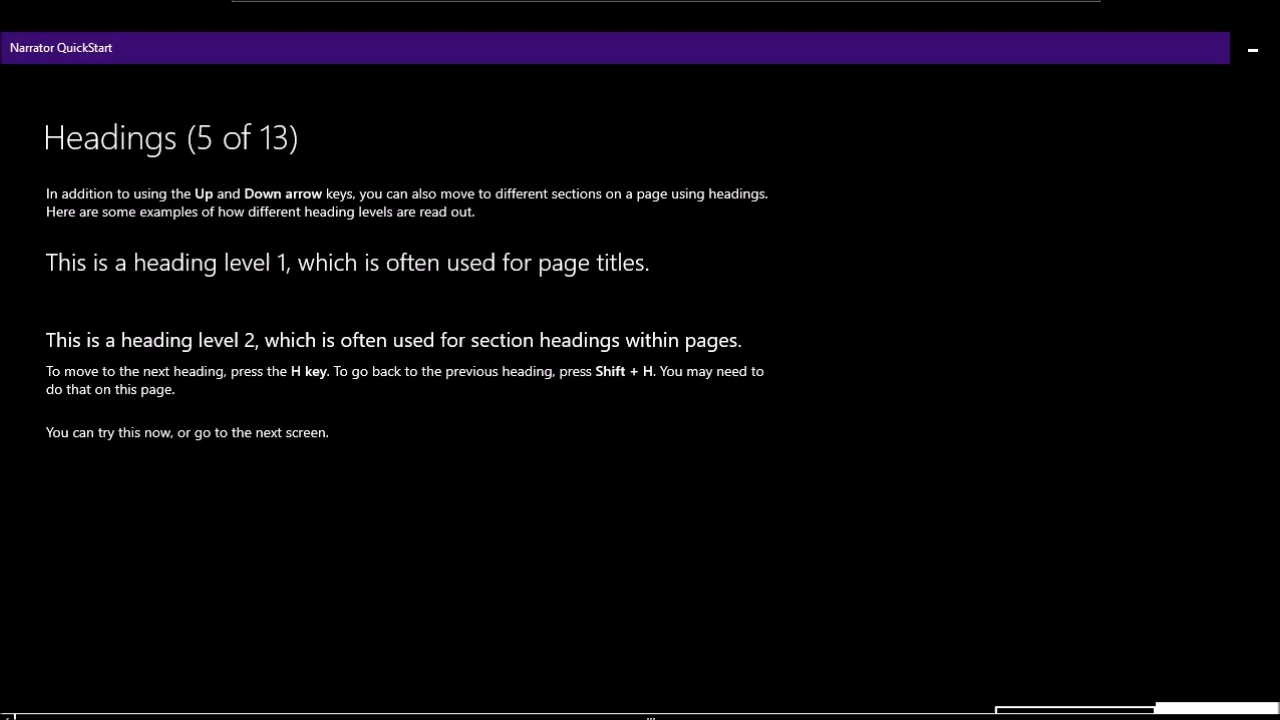 Narrator QuickStart
Headings (5 of 13)
In addition to using the Up and Down arrow keys, you can also move to different sections on a page using headings.
Here are some examples of how different heading levels are read out.
This is a heading level 1, which is often used for page titles.
This is a heading level 2, which is often used for section headings within pages.
To move to the next heading, press the H key. To go back to the previous heading, press Shift + H. You may need to
do that on this page.
You can try this now, or go to the next screen.